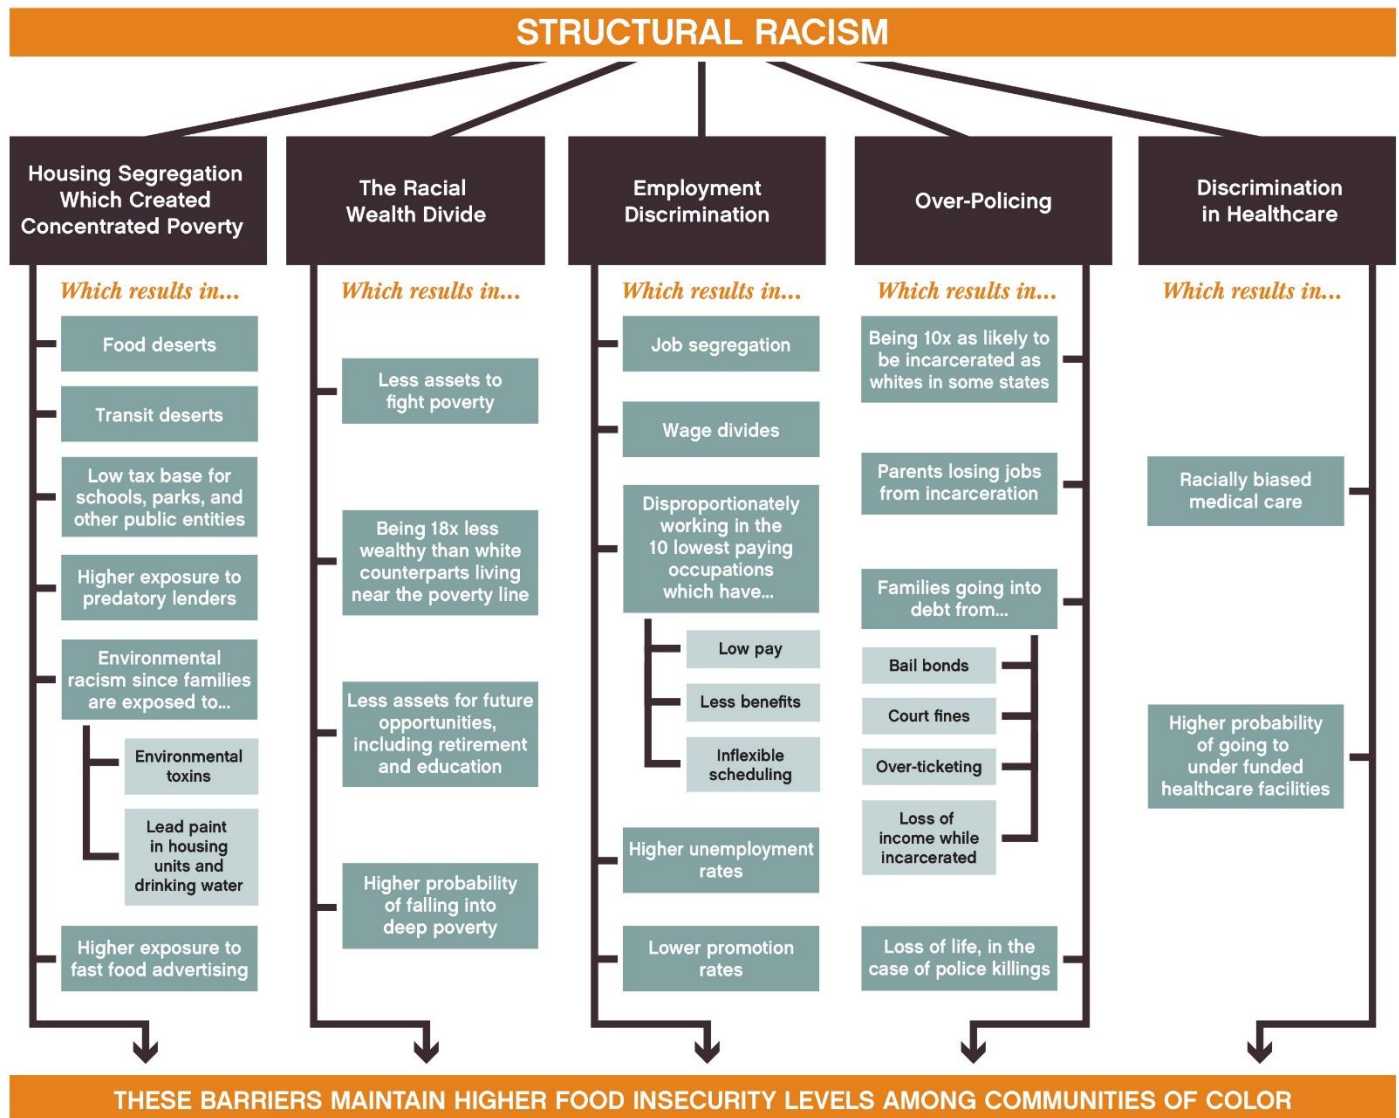 STRUCTURAL RACISM
Housing Segregation
Which Created
Concentrated Poverty
Which results in...
Food deserts
Transit deserts
Low tax base for
schools, parks, and
other public entities
Higher exposure to
predatory lenders
Environmental
racism since families
are exposed to...
Environmental
toxins
Lead paint
in housing
units and
drinking water
Higher exposure to
fast food advertising
The Racial
Wealth Divide
Which results in...
Less assets to
fight poverty
Being 18x less
wealthy than white
counterparts living
near the poverty line
Less assets for future
opportunities,
including retirement
and education
Higher probability
of falling into
deep poverty
Employment
Discrimination
Which results in...
Job segregation
Wage divides
Disproportionately
working in the
10 lowest paying
occupations
which have...
Low pay
Less benefits
Inflexible
scheduling
Higher unemployment
rates
Lower promotion
rates
Over-Policing
Which results in...
Being 10x as likely to
be incarcerated as
whites in some states
Parents losing jobs
from incarceration
Families going into
debt from...
Bail bonds
Court fines
Over-ticketing
Loss of
income while
incarcerated
Loss of life, in the
case of police killings
Discrimination
in Healthcare
Which results in...
Racially biased
medical care
Higher probability
of going to
under funded
healthcare facilities
THESE BARRIERS MAINTAIN HIGHER FOOD INSECURITY LEVELS AMONG COMMUNITIES OF COLOR